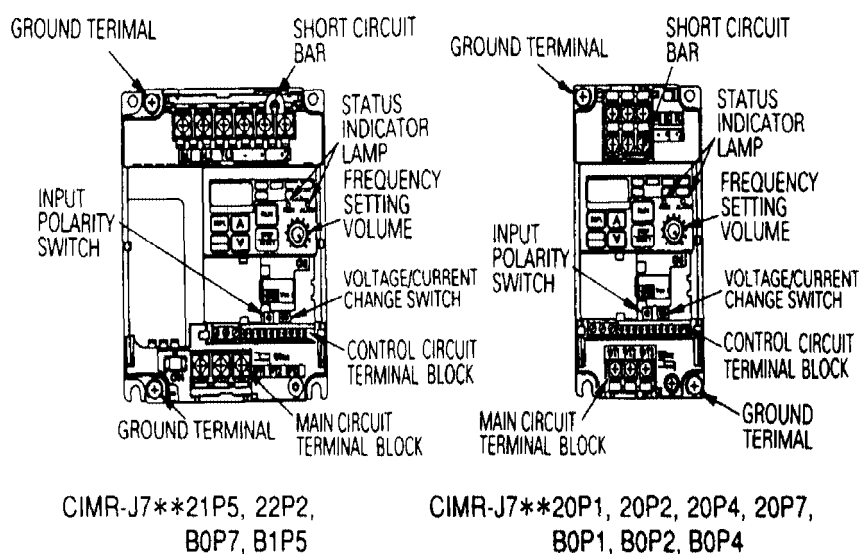 GROUND TERIMAL
SHORT CIRCUIT
BAR
STATUS
INDICATOR
LAMP
FREQUENCY
SETTING
VOLUME
INPUT
POLARITY
SWITCH
VOLTAGE/CURRENT
CHANGE SWITCH
CONTROL CIRCUIT
TERMINAL BLOCK
GROUND TERMINAL
MAIN CIRCUIT
TERMINAL BLOCK
CIMR-J7**21P5, 22P2,
B0P7, B1P5
GROUND TERMINAL
SHORT CIRCUIT
BAR
STATUS
INDICATOR
LAMP
FREQUENCY
SETTING
VOLUME
INPUT
POLARITY
SWITCH
VOLTAGE/CURRENT
CHANGE SWITCH
CONTROL CIRCUIT
TERMINAL BLOCK
MAIN CIRCUIT
TERMINAL BLOCK
GROUND
TERIMAL
CIMR-J7**20P1, 20P2, 20P4, 20P7,
B0P1, B0P2, B0P4